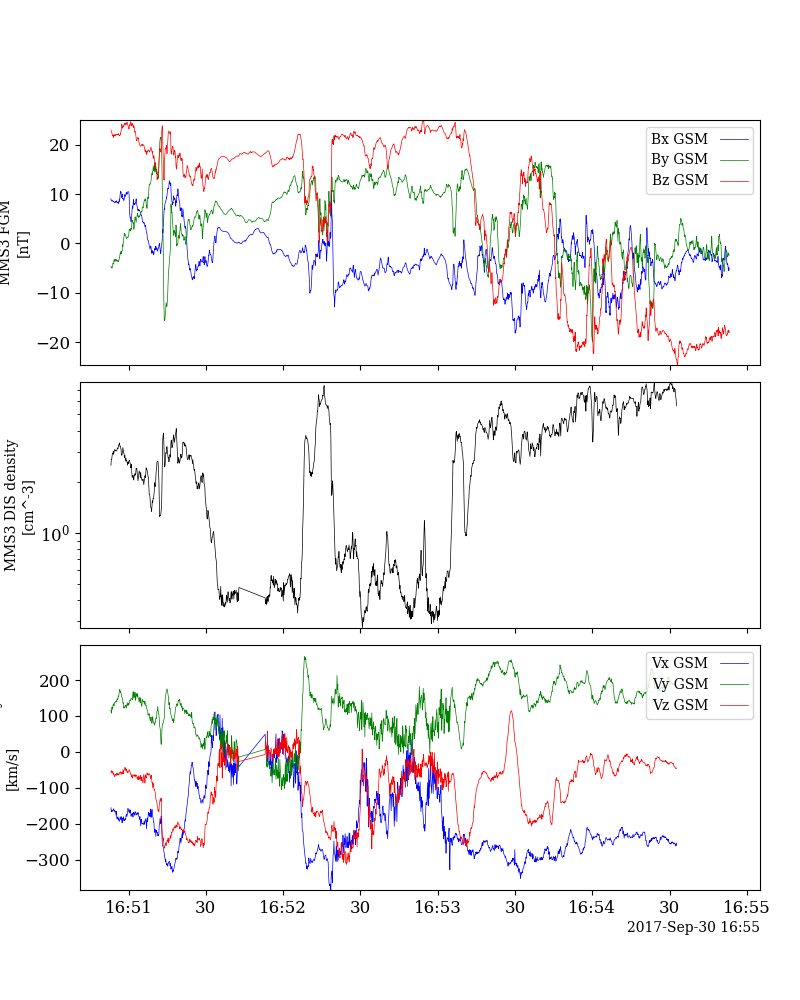 20
10
0
−10
−20
MMS3 FGM
[nT]
Bx GSM
By GSM
Bz GSM
10^0
MMS3 DIS density
[cm^-3]
200
100
0
−100
−200
−300
[km/s]
Vx GSM
Vy GSM
Vz GSM
16:51 30 16:52 30 16:53 30 16:54 30 16:55
2017-Sep-30 16:55